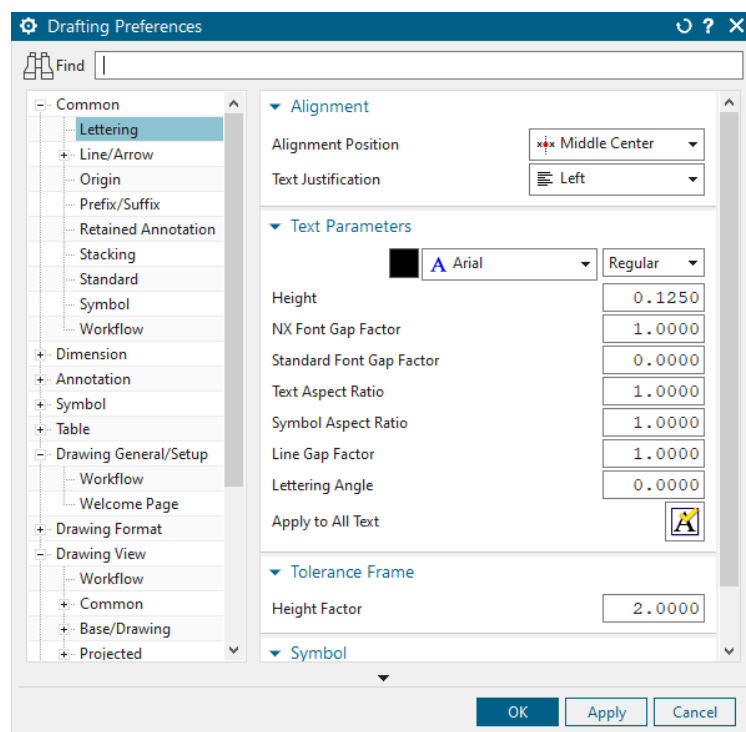 Drafting Preferences
?
Find
Common
Lettering
Line/Arrow
Origin
Prefix/Suffix
Retained Annotation
Stacking
Standard
Symbol
Workflow
Dimension
Annotation
Symbol
Table
Drawing General/Setup
Workflow
Welcome Page
Drawing Format
Drawing View
Workflow
Common
Base/Drawing
Projected
Alignment
Alignment Position Middle Center
Text Justification Left
Text Parameters
A Arial Regular
Height 0.1250
NX Font Gap Factor 1.0000
Standard Font Gap Factor 0.0000
Text Aspect Ratio 1.0000
Symbol Aspect Ratio 1.0000
Line Gap Factor 1.0000
Lettering Angle 0.0000
Apply to All Text A
Tolerance Frame
Height Factor 2.0000
Symbol
OK Apply Cancel